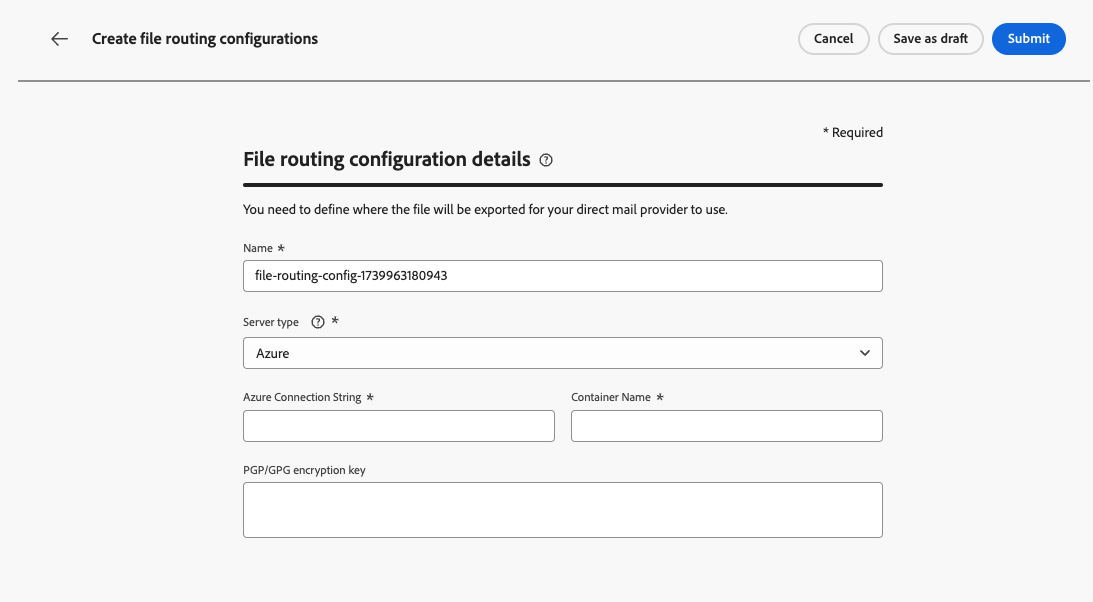 Create file routing configurations
Cancel
Save as draft
Submit
* Required
File routing configuration details
You need to define where the file will be exported for your direct mail provider to use.
Name *
file-routing-config-1739963180943
Server type *
Azure
Azure Connection String *
Container Name *
PGP/GPG encryption key